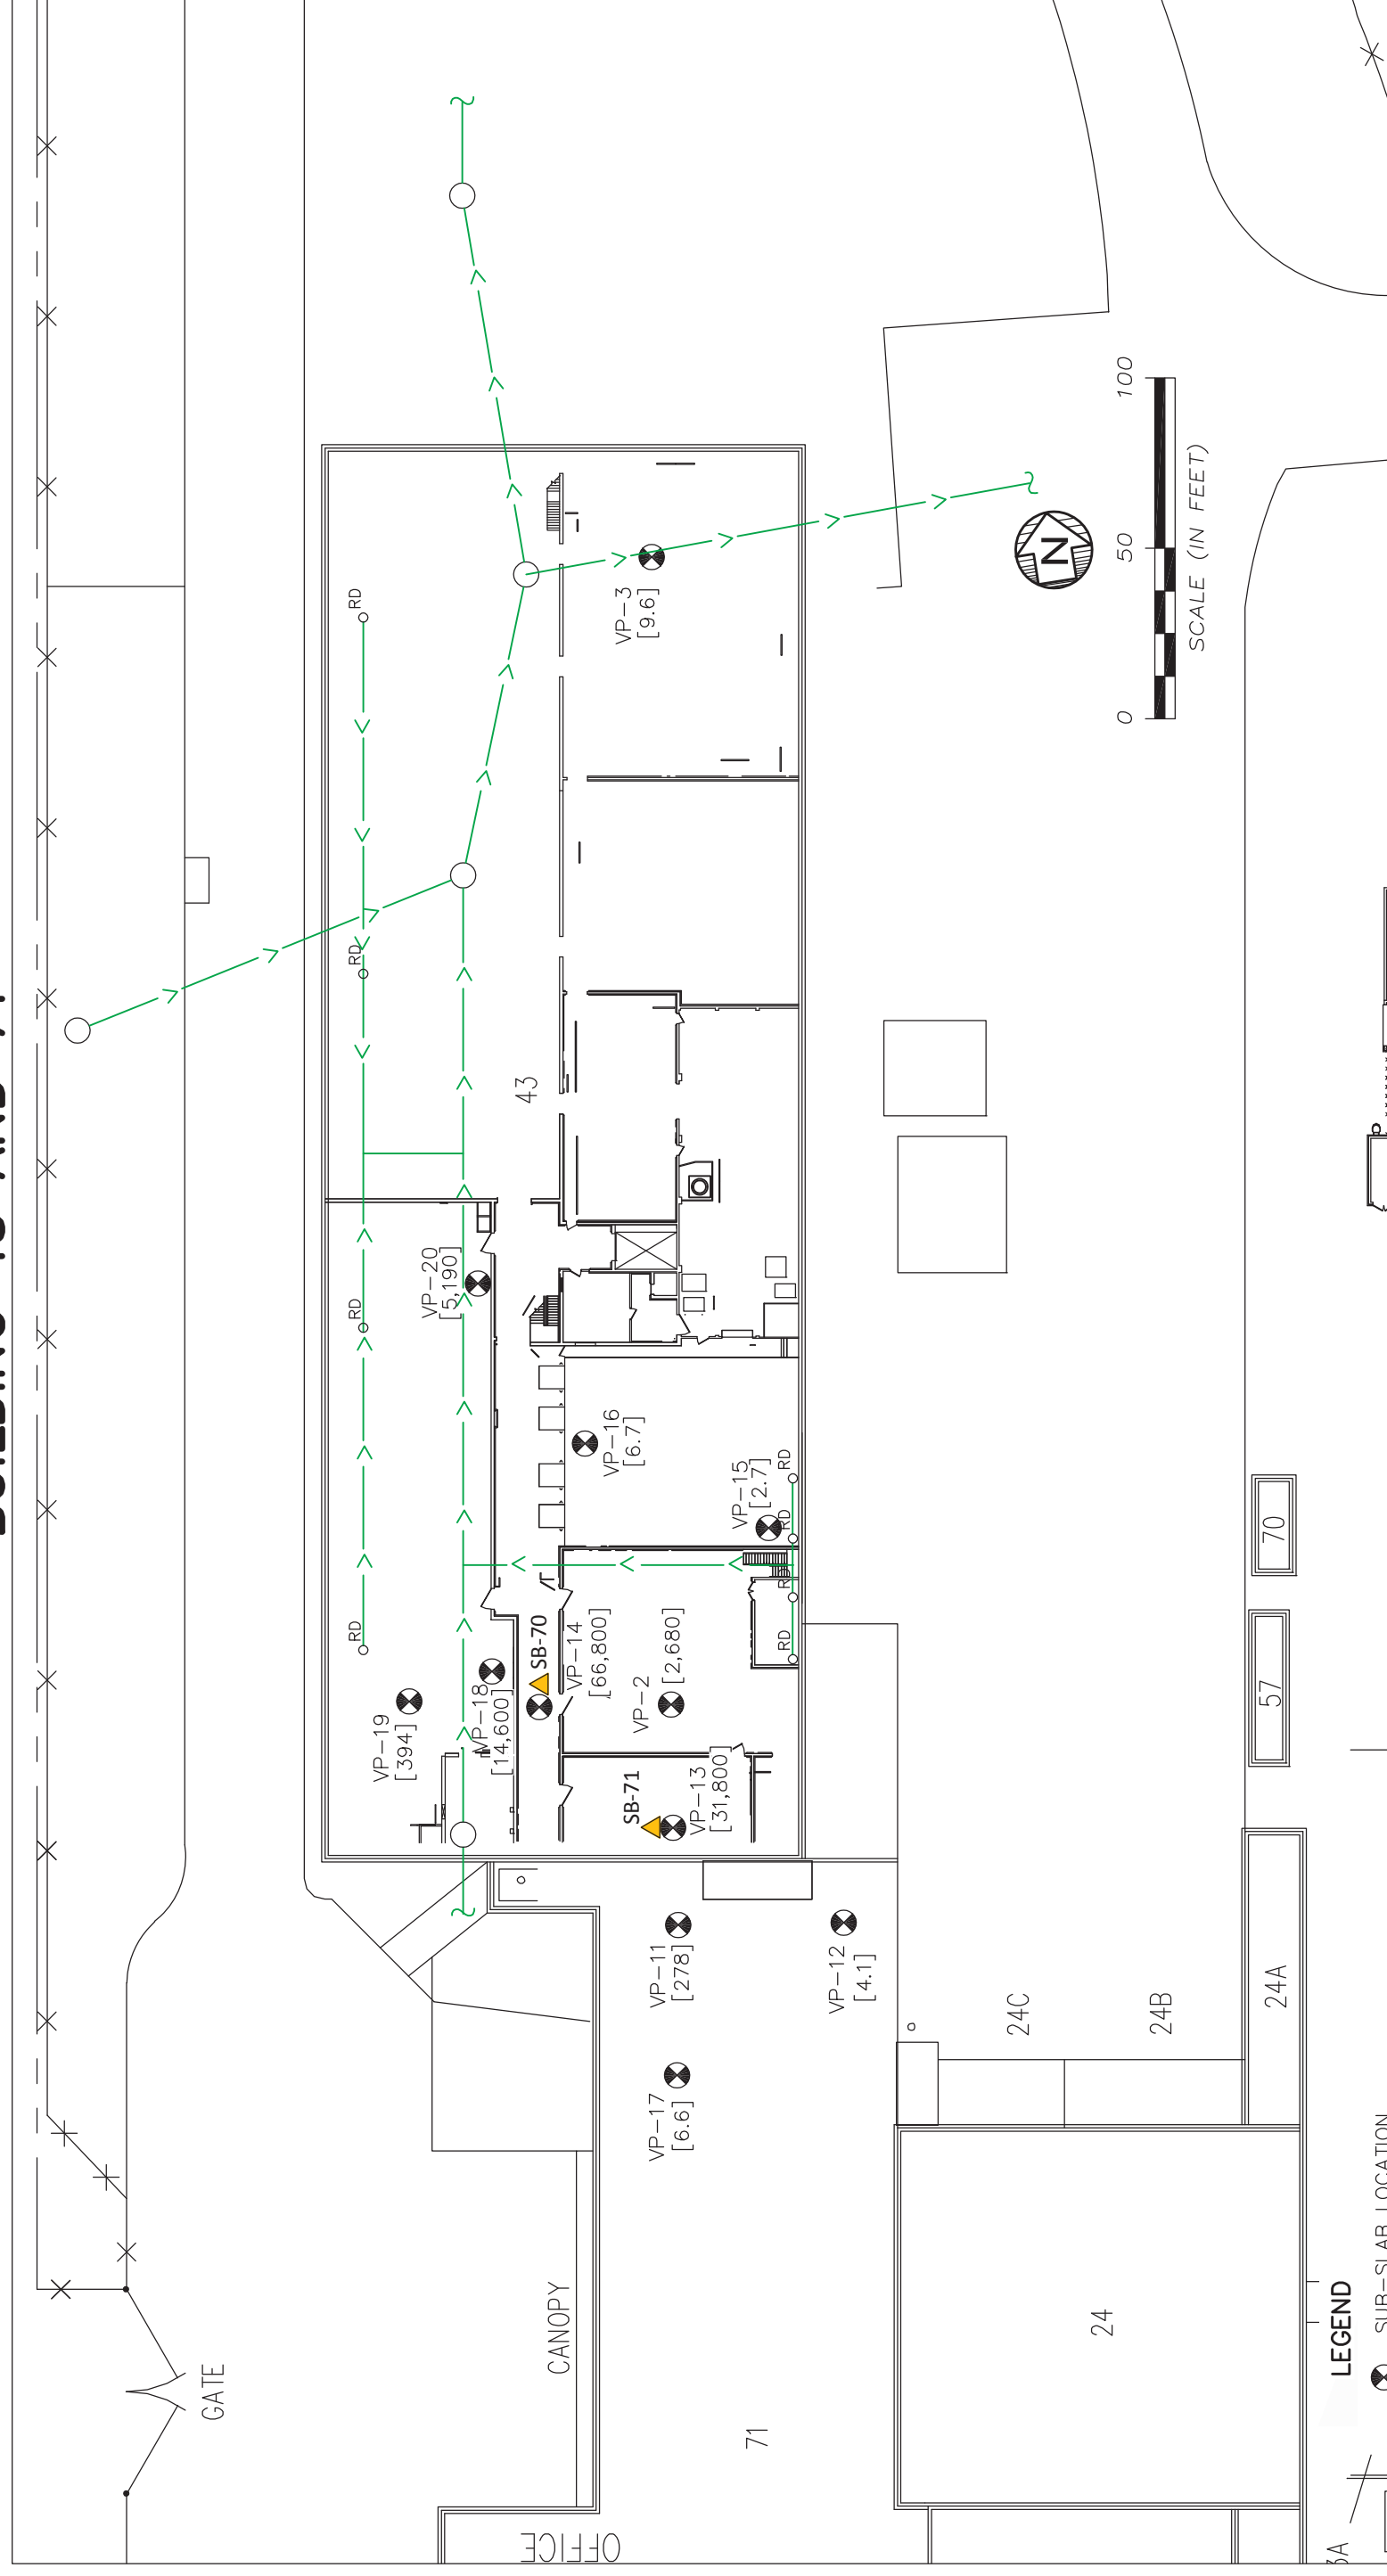 GATE
CANOPY
OFFICE
71
VP-17
[6.6]
VP-11
[278]
VP-12
[4.1]
24
24C
24B
24A
57
70
VP-19
[394]
VP-18
[14,600]
SB-70
VP-14
[66,800]
VP-2
[2,680]
SB-71
VP-13
[31,800
VP-15
[2.7]
VP-16
[6.7]
VP-20
[5,190]
43
VP-3
[9.6]
RD
RD
RD
RD
RD
RD
RD
RD
N
0
50
100
SCALE (IN FEET)
LEGEND
SUB-SLAB LOCATION